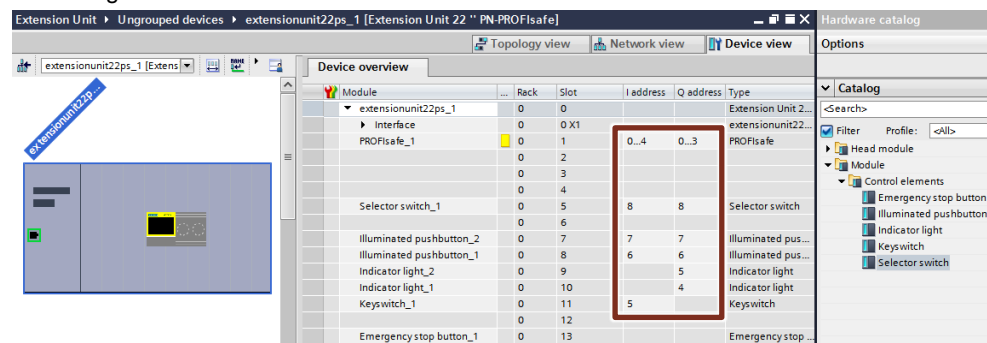 Extension Unit ▸ Ungrouped devices ▸ extensionunit22ps_1 [Extension Unit 22 '' PN-PROFIsafe]
Hardware catalog
Topology view Network view Device view
Options
extensionunit22ps_1 [Extens
Device overview
Module ... Rack Slot I address Q address Type
Catalog
extensionunit22ps_1 0 0 Extension Unit 2...
<Search>
Interface 0 0 X1 extensionunit22...
Filter Profile: <All>
PROFIsafe_1 0 1 0...4 0...3 PROFIsafe
Head module
0 2
Module
0 3
Control elements
0 4
Emergency stop button
Selector switch_1 0 5 8 8 Selector switch
Illuminated pushbutton
0 6
Indicator light
Illuminated pushbutton_2 0 7 7 7 Illuminated pus...
Keyswitch
Illuminated pushbutton_1 0 8 6 6 Illuminated pus...
Selector switch
Indicator light_2 0 9 5 Indicator light
Indicator light_1 0 10 4 Indicator light
Keyswitch_1 0 11 5 Keyswitch
0 12
Emergency stop button_1 0 13 Emergency stop ...
extensionunit22p...